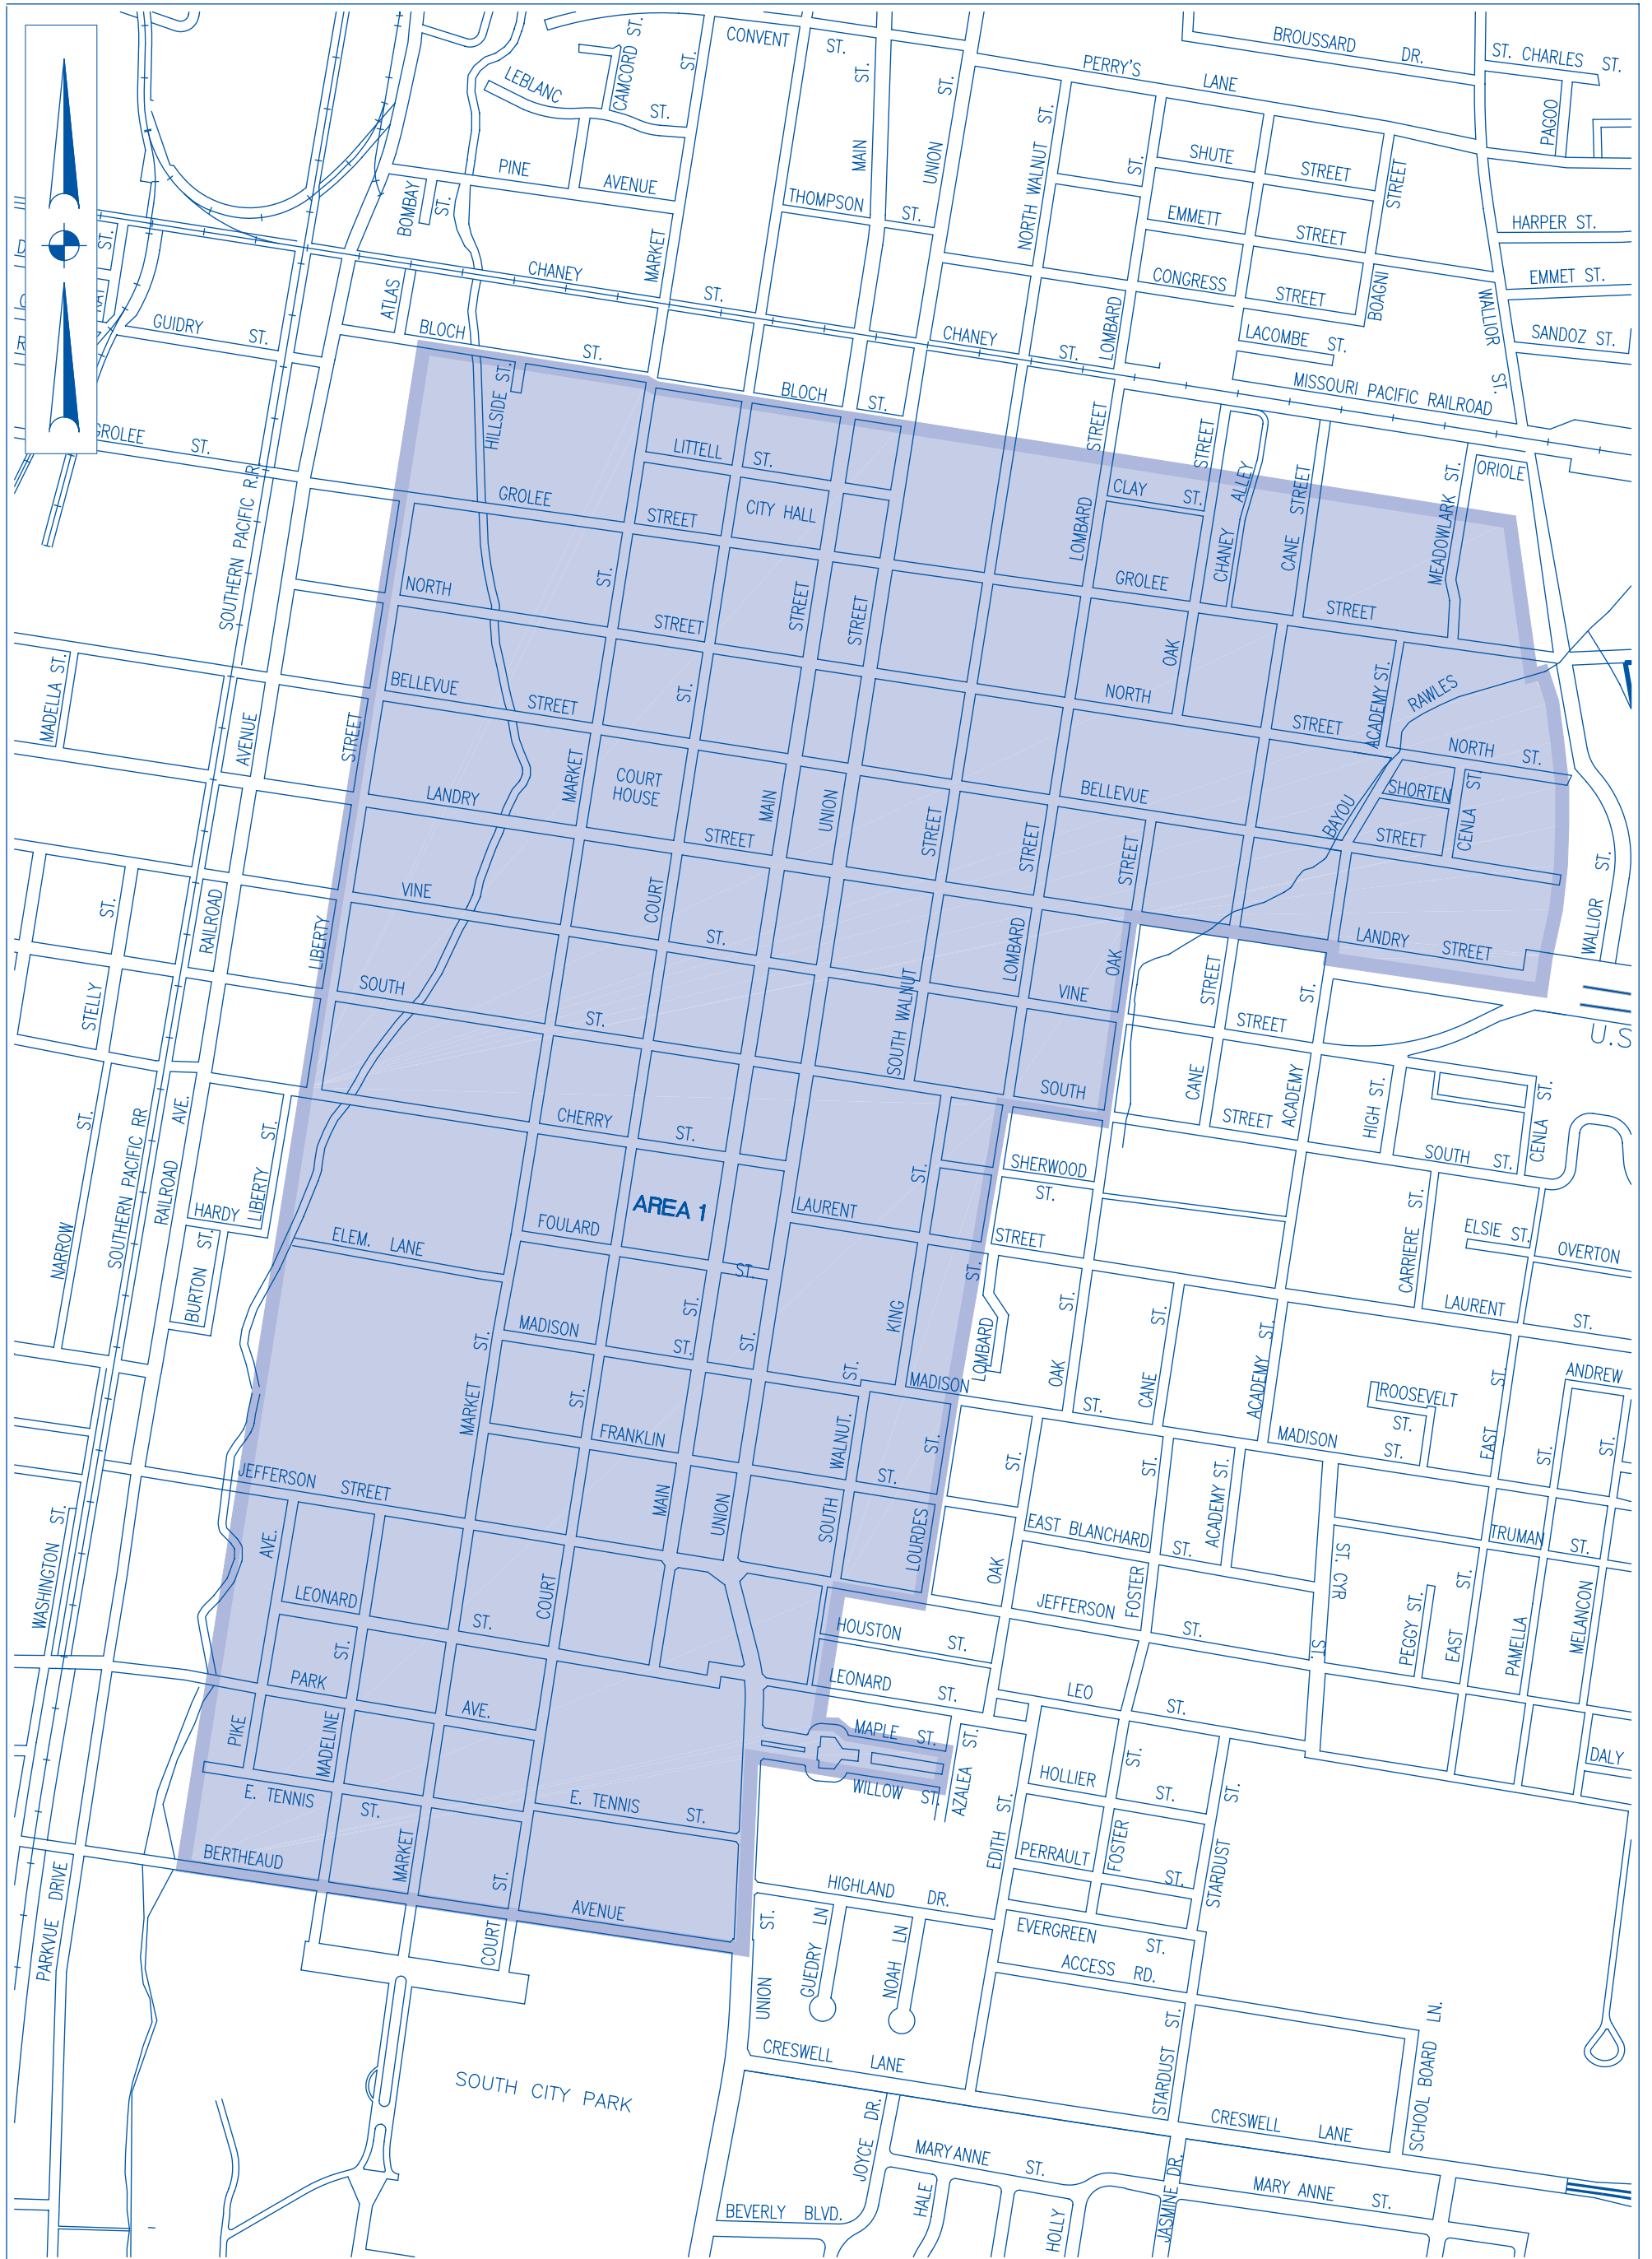 CONVENT ST.
BROUSSARD DR.
ST. CHARLES ST.
CAMCORD ST.
LEBLANC ST.
ST.
MAIN ST.
UNION ST.
PERRY'S LANE
PAGOO
NORTH WALNUT ST.
ST.
SHUTE STREET
STREET
PINE AVENUE
THOMPSON ST.
EMMETT STREET
HARPER ST.
BOMBAY ST.
MARKET
CHANEY ST.
CONGRESS STREET
BOAGNI
EMMET ST.
ST.
ATLAS
GUIDRY ST.
BLOCH ST.
CHANEY ST.
LOMBARD
LACOMBE ST.
WALLIOR ST.
SANDOZ ST.
BLOCH ST.
MISSOURI PACIFIC RAILROAD
GROLEE ST.
HILLSIDE ST.
LITTELL ST.
STREET
STREET
ORIOLE
SOUTHERN PACIFIC R.R.
GROLEE STREET
CITY HALL
LOMBARD
CLAY ST.
CHANEY ALLEY
CANE STREET
MEADOWLARK ST.
NORTH STREET
ST.
STREET
STREET
GROLEE STREET
MADELLA ST.
BELLEVUE STREET
ST.
OAK
NORTH STREET
ACADEMY ST.
RAWLES
AVENUE
STREET
NORTH ST.
LANDRY STREET
MARKET
COURT
HOUSE
MAIN
UNION
BELLEVUE STREET
SHORTEN
BAYOU
CENLA ST
STREET
STREET
STREET
VINE ST.
COURT
LANDRY STREET
WALLIOR ST.
ST.
RAILROAD
LIBERTY
SOUTH ST.
SOUTH WALNUT
LOMBARD
VINE STREET
OAK
STREET
ST.
STELLY
U.S
CHERRY ST.
SOUTH STREET
CANE
ACADEMY
HIGH ST.
CENLA ST.
ST.
SOUTHERN PACIFIC RR
AVE.
RAILROAD
LIBERTY ST.
HARDY
SHERWOOD ST.
SOUTH ST.
NARROW
BURTON ST.
ELEM. LANE
FOULARD ST.
AREA 1
LAURENT STREET
ST.
CARRIERE ST.
ELSIE ST.
OVERTON
LAURENT ST.
MADISON ST.
ST.
ST.
ST.
KING ST.
LOMBARD
OAK ST.
CANE ST.
ACADEMY ST.
ANDREW
MARKET ST.
ST.
MADISON ST.
ROOSEVELT ST.
EAST ST.
FRANKLIN ST.
WALNUT. ST.
ST.
MADISON ST.
JEFFERSON STREET
MAIN
UNION
SOUTH
LOURDES
ST.
ST.
ACADEMY ST.
ST.
ST.
WASHINGTON ST.
EAST BLANCHARD ST.
TRUMAN ST.
AVE.
LEONARD ST.
COURT
OAK
JEFFERSON ST.
FOSTER
ST. CYR
PEGGY ST.
EAST ST.
PAMELLA
MELANCON
HOUSTON ST.
ST.
PARK AVE.
ST.
LEONARD ST.
LEO ST.
PIKE
MADELINE
MAPLE ST.
WILLOW ST.
AZALEA ST.
HOLLIER ST.
ST.
DALY
E. TENNIS ST.
E. TENNIS ST.
EDITH ST.
STARDUST ST.
BERTHEAUD AVENUE
MARKET
ST.
PERRAULT ST.
FOSTER
PARKVUE DRIVE
COURT
HIGHLAND DR.
EVERGREEN ST.
ACCESS RD.
UNION ST.
GUEDRY LN
NOAH LN
CRESWELL LANE
STARDUST ST.
SCHOOL BOARD LN.
SOUTH CITY PARK
CRESWELL LANE
JOYCE DR.
MARY ANNE ST.
JASMINE DR.
MARY ANNE ST.
BEVERLY BLVD.
HALE
HOLLY